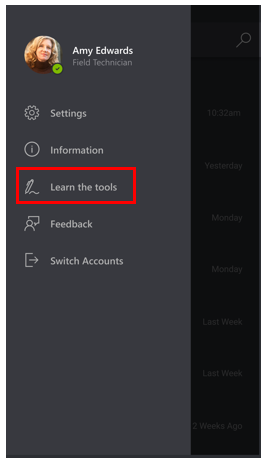 Amy Edwards
Field Technician
Settings
10:32am
Information
Yesterday
Learn the tools
Feedback
Monday
Switch Accounts
Monday
Last Week
Last Week
2 Weeks Ago